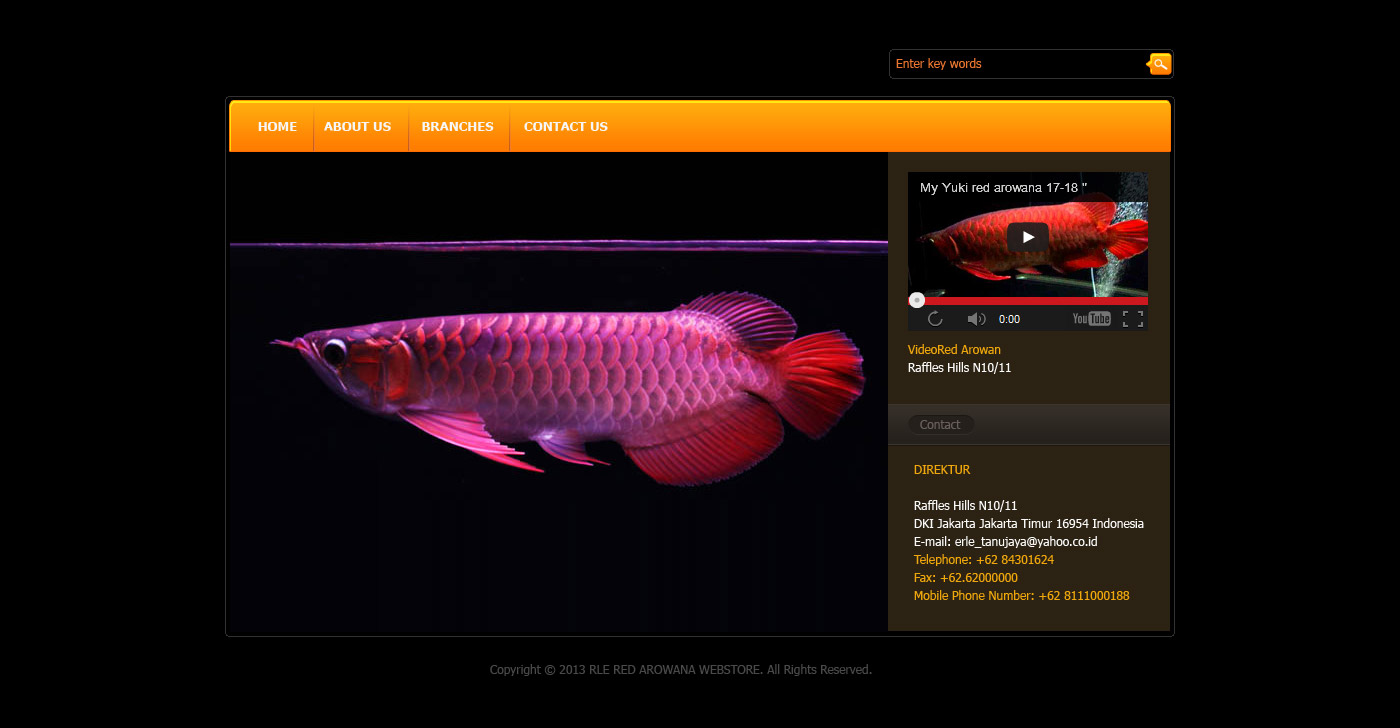 Enter key words
HOME ABOUT US BRANCHES CONTACT US
My Yuki red arowana 17-18 "
0:00 YouTube
VideoRed Arowan
Raffles Hills N10/11
Contact
DIREKTUR
Raffles Hills N10/11
DKI Jakarta Jakarta Timur 16954 Indonesia
E-mail: erle_tanujaya@yahoo.co.id
Telephone: +62 84301624
Fax: +62.62000000
Mobile Phone Number: +62 8111000188
Copyright © 2013 RLE RED AROWANA WEBSTORE. All Rights Reserved.